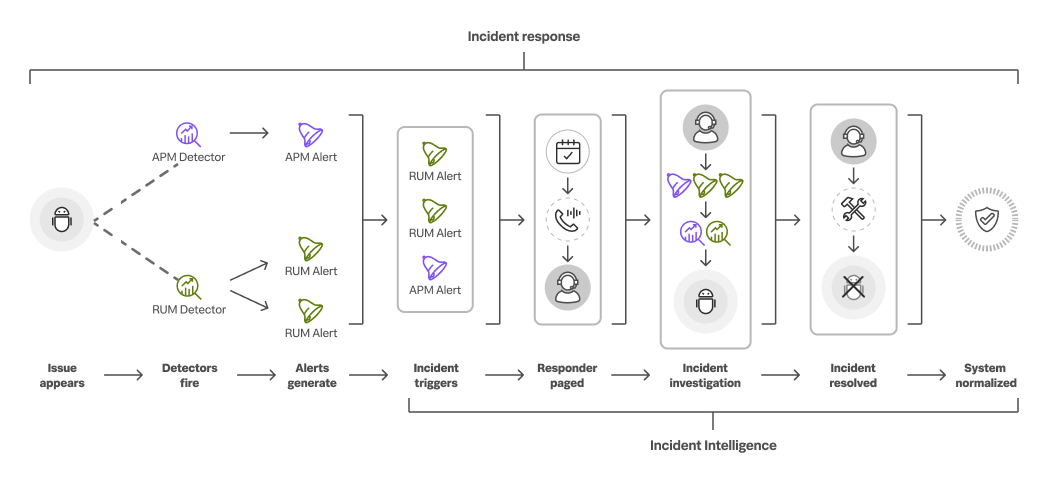 Incident response
APM Detector
APM Alert
RUM Alert
RUM Alert
APM Alert
RUM Alert
RUM Detector
RUM Alert
Issue
appears
Detectors
fire
Alerts
generate
Incident
triggers
Responder
paged
Incident
investigation
Incident
resolved
System
normalized
Incident Intelligence